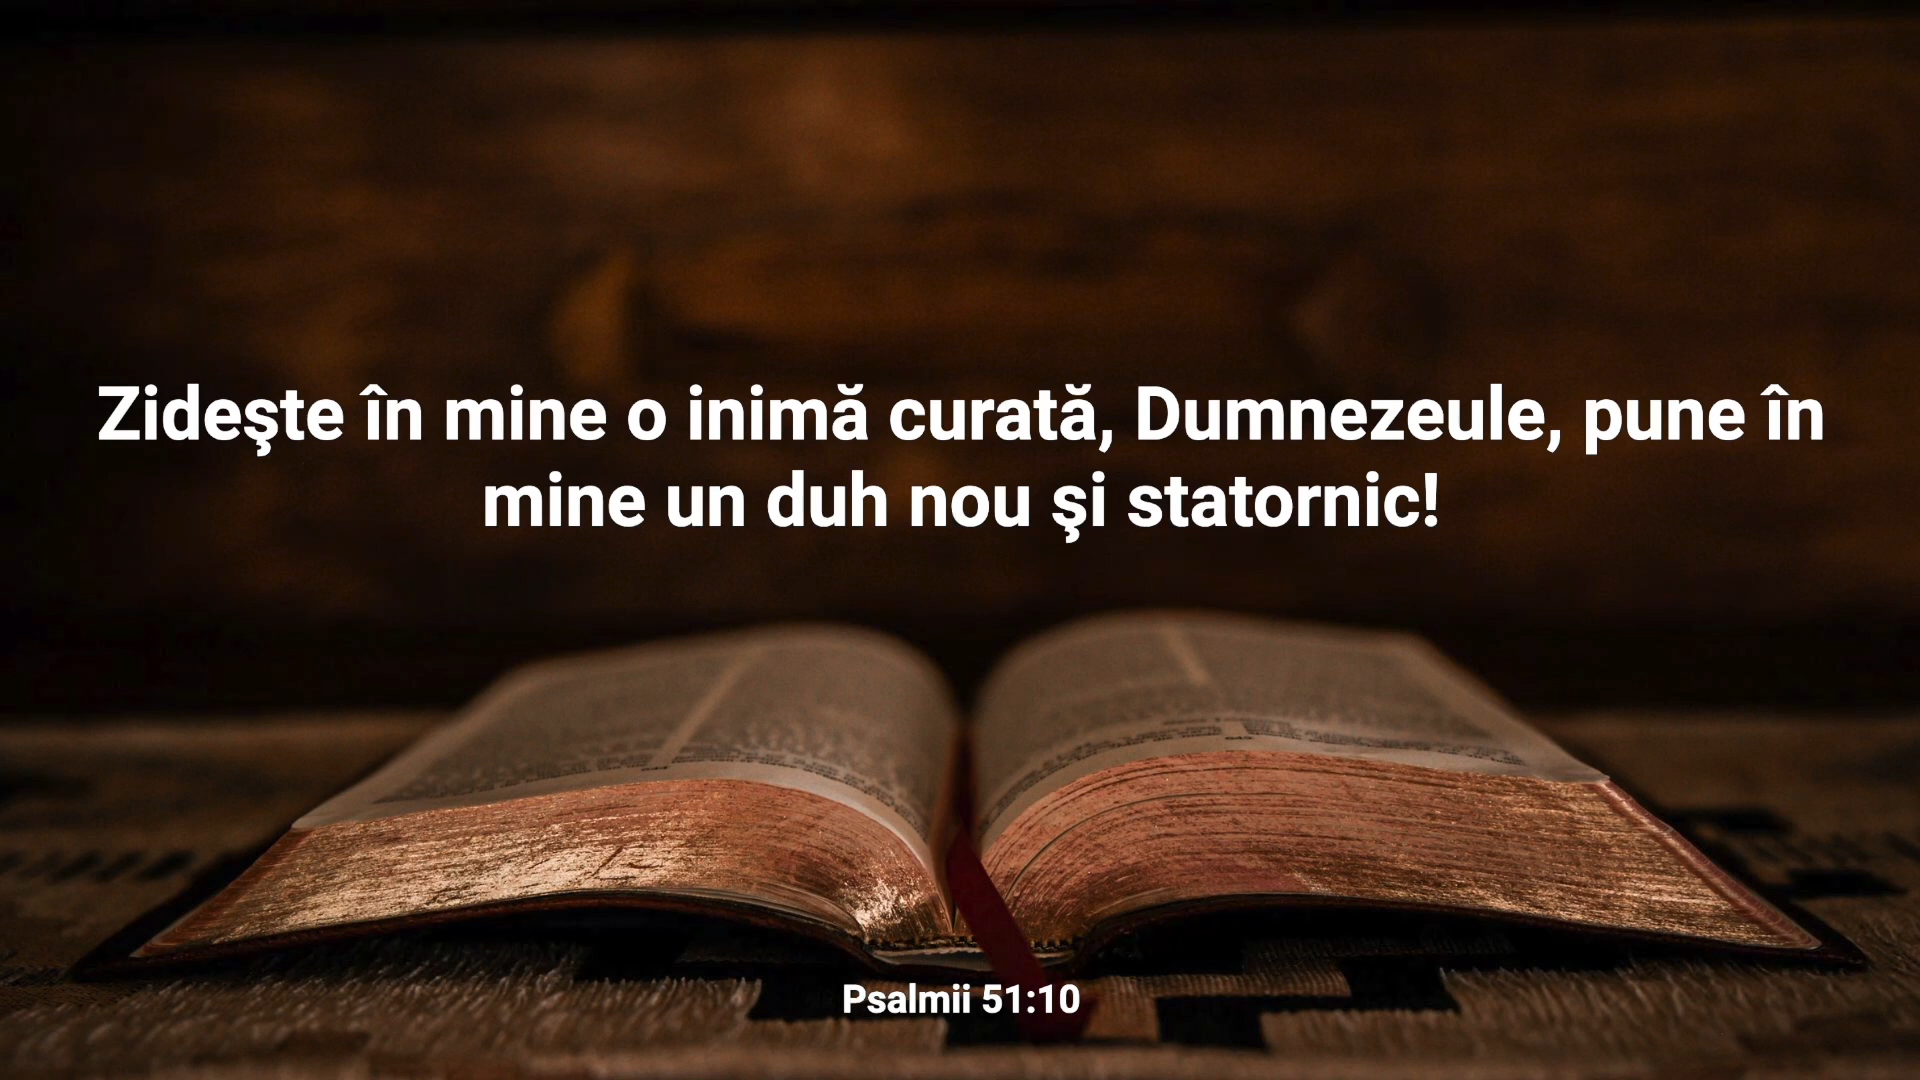 Zideşte în mine o inimă curată, Dumnezeule, pune în
mine un duh nou şi statornic!
Psalmii 51:10